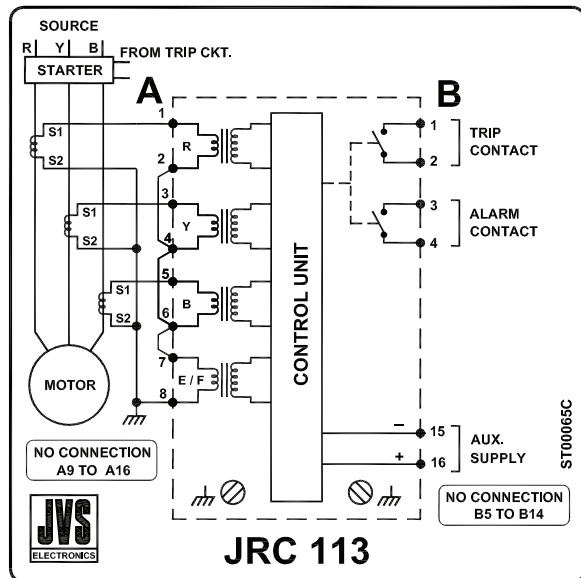 SOURCE
R Y B
STARTER
FROM TRIP CKT.
A
B
1
S1
S2
2
R
3
S1
S2
4
Y
5
S1
S2
6
B
7
E / F
8
MOTOR
CONTROL UNIT
1
2
TRIP
CONTACT
3
4
ALARM
CONTACT
– 15
+ 16
AUX.
SUPPLY
ST00065C
NO CONNECTION
A9 TO A16
NO CONNECTION
B5 TO B14
JVS
ELECTRONICS
JRC 113